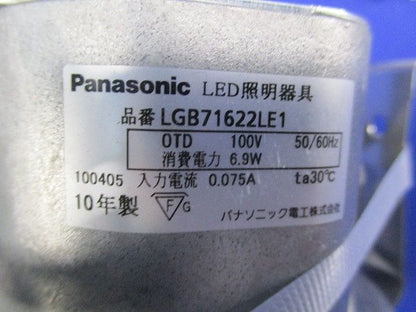 Panasonic LED照明器具
品番 LGB71622LE1
OTD 100V 50/60Hz
消費電力 6.9W
100405 入力電流 0.075A ta30℃
10年製 F G
パナソニック電工株式会社